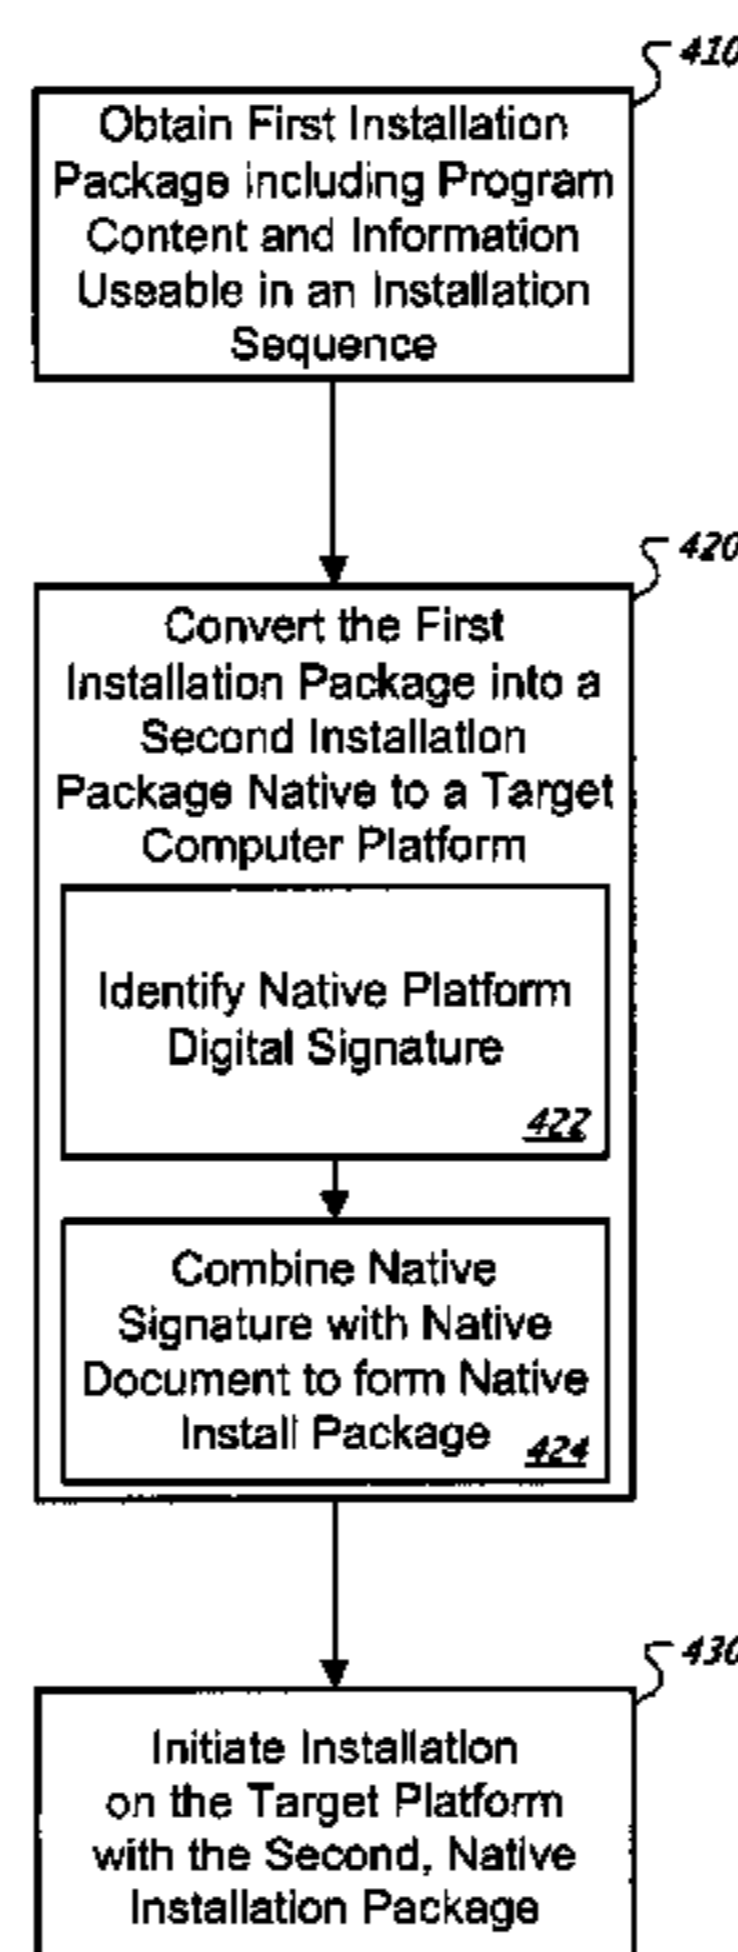 410
Obtain First Installation
Package including Program
Content and Information
Useable in an Installation
Sequence
420
Convert the First
Installation Package into a
Second Installation
Package Native to a Target
Computer Platform
Identify Native Platform
Digital Signature
422
Combine Native
Signature with Native
Document to form Native
Install Package
424
430
Initiate Installation
on the Target Platform
with the Second, Native
Installation Package